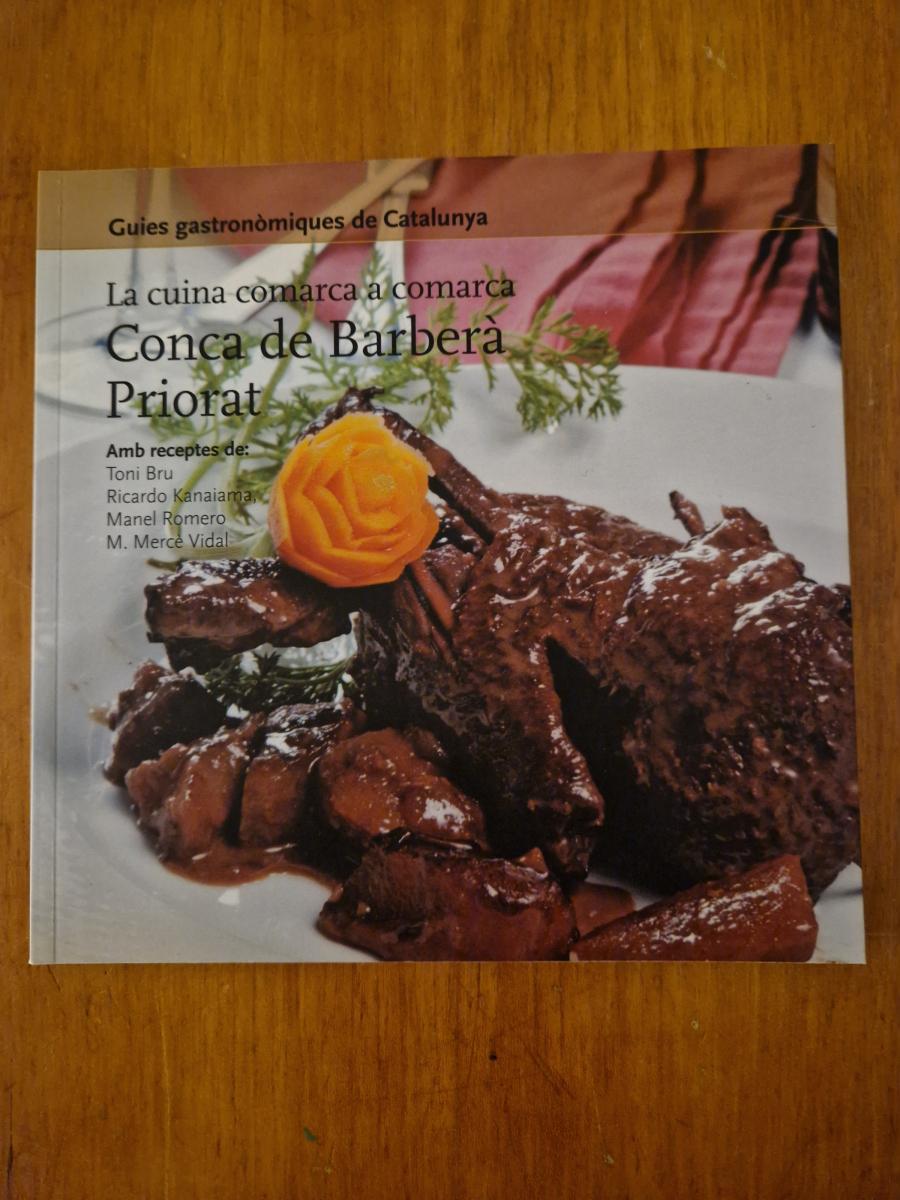 Guies gastronòmiques de Catalunya
La cuina comarca a comarca
Conca de Barberà
Priorat
Amb receptes de:
Toni Bru
Ricardo Kanaiama,
Manel Romero
M. Mercè Vidal